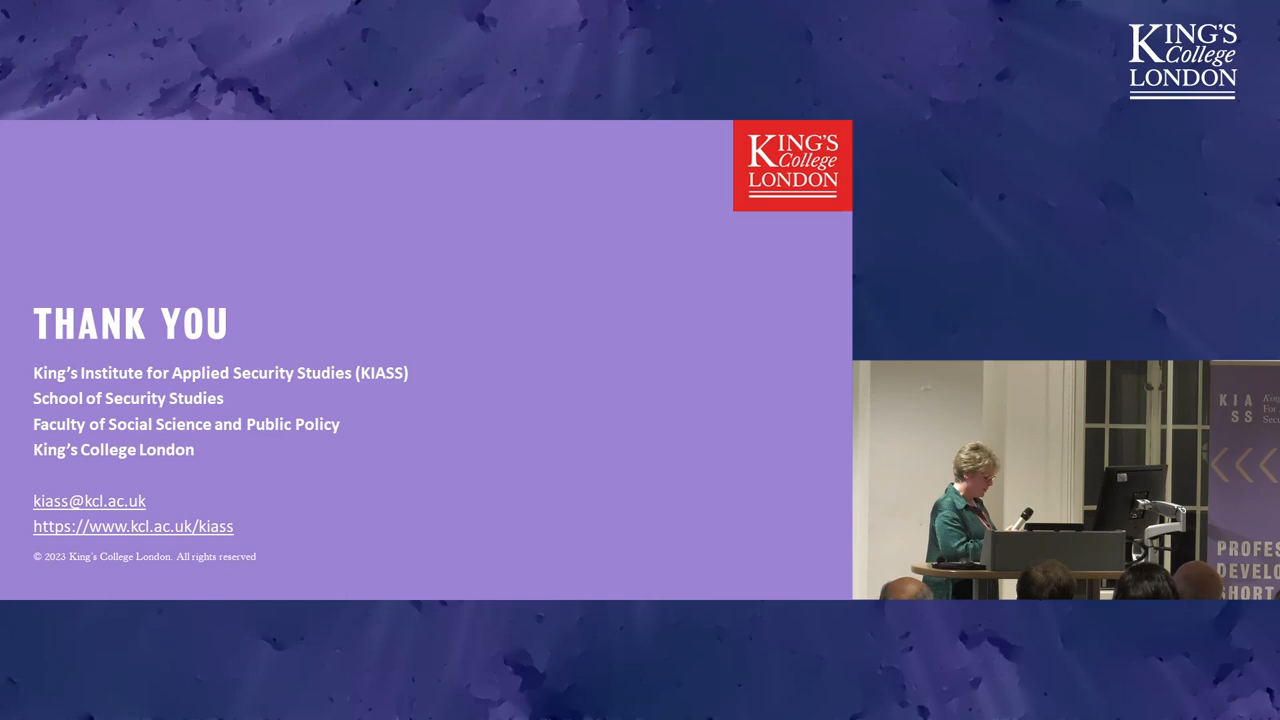 KING'S
College
LONDON
KING'S
College
LONDON
THANK YOU
King's Institute for Applied Security Studies (KIASS)
School of Security Studies
Faculty of Social Science and Public Policy
King's College London
kiass@kcl.ac.uk
https://www.kcl.ac.uk/kiass
© 2023 King's College London. All rights reserved
KIA
SS
For
PROFES
DEVELO
SHORT